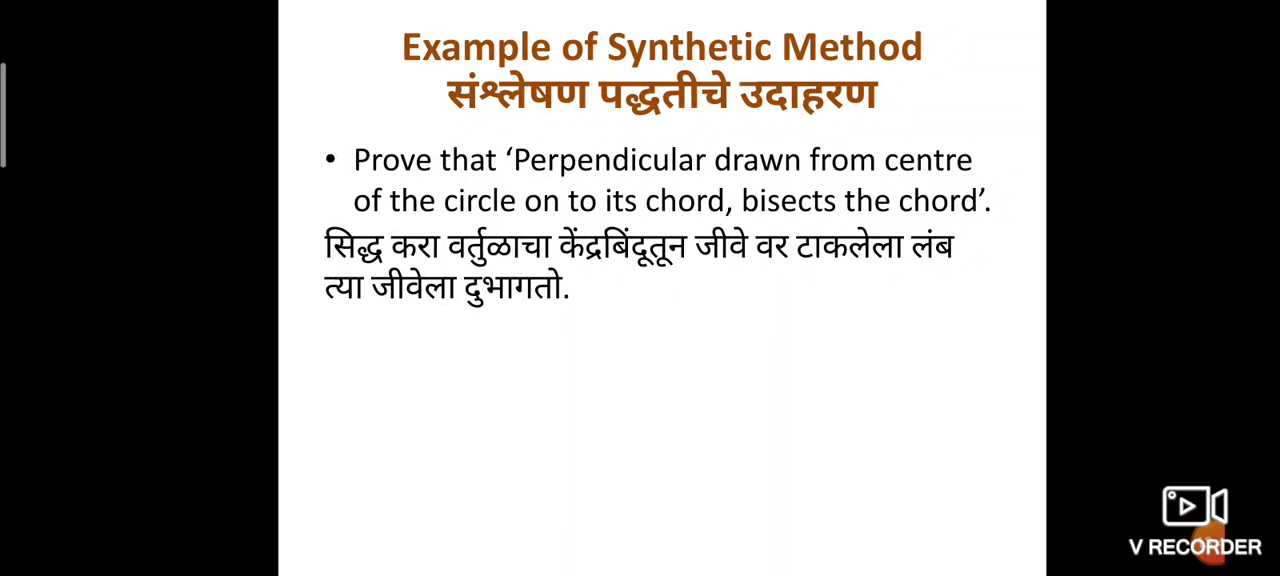 Example of Synthetic Method
संश्लेषण पद्धतीचे उदाहरण
• Prove that ‘Perpendicular drawn from centre
of the circle on to its chord, bisects the chord’.
सिद्ध करा वर्तुळाचा केंद्रबिंदूतून जीवे वर टाकलेला लंब
त्या जीवेला दुभागतो.
V RECORDER